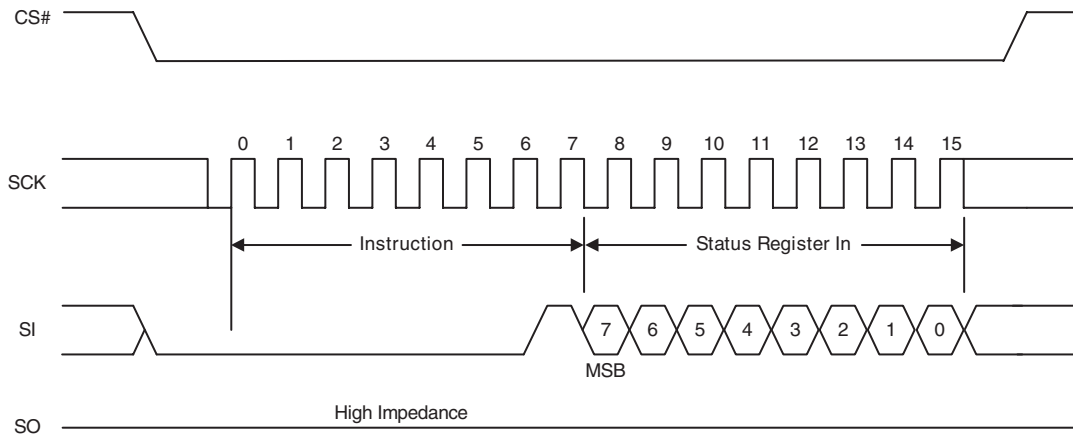 CS#
0 1 2 3 4 5 6 7 8 9 10 11 12 13 14 15
SCK
Instruction Status Register In
SI 7 6 5 4 3 2 1 0
MSB
High Impedance
SO